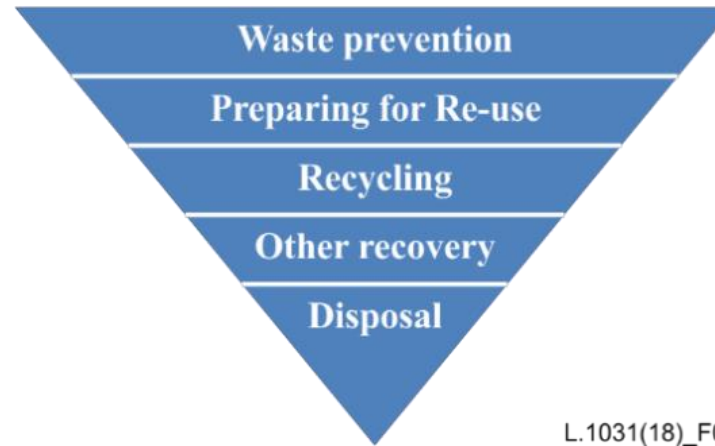 Waste prevention
Preparing for Re-use
Recycling
Other recovery
Disposal
L.1031(18)_F